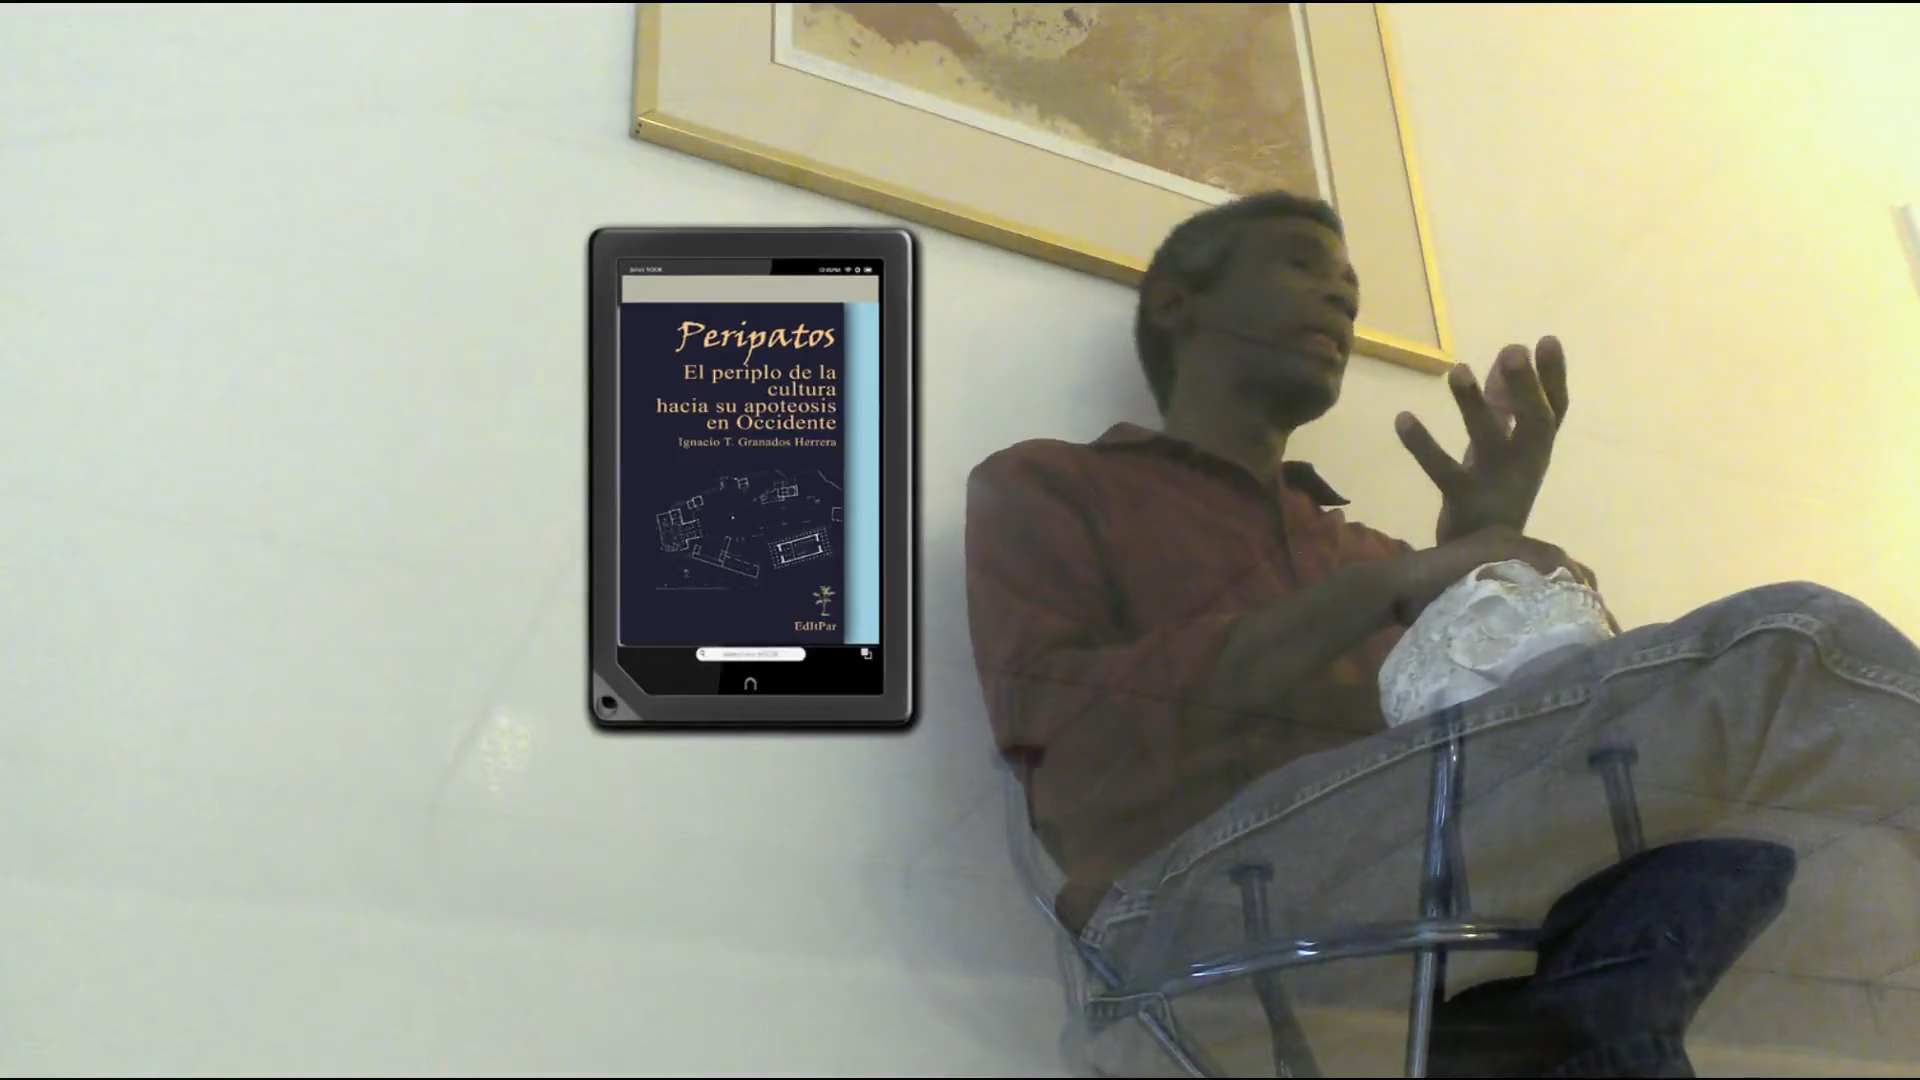 Peripatos
El periplo de la
cultura
hacia su apoteosis
en Occidente
Ignacio T. Granados Herrera
EdItPar